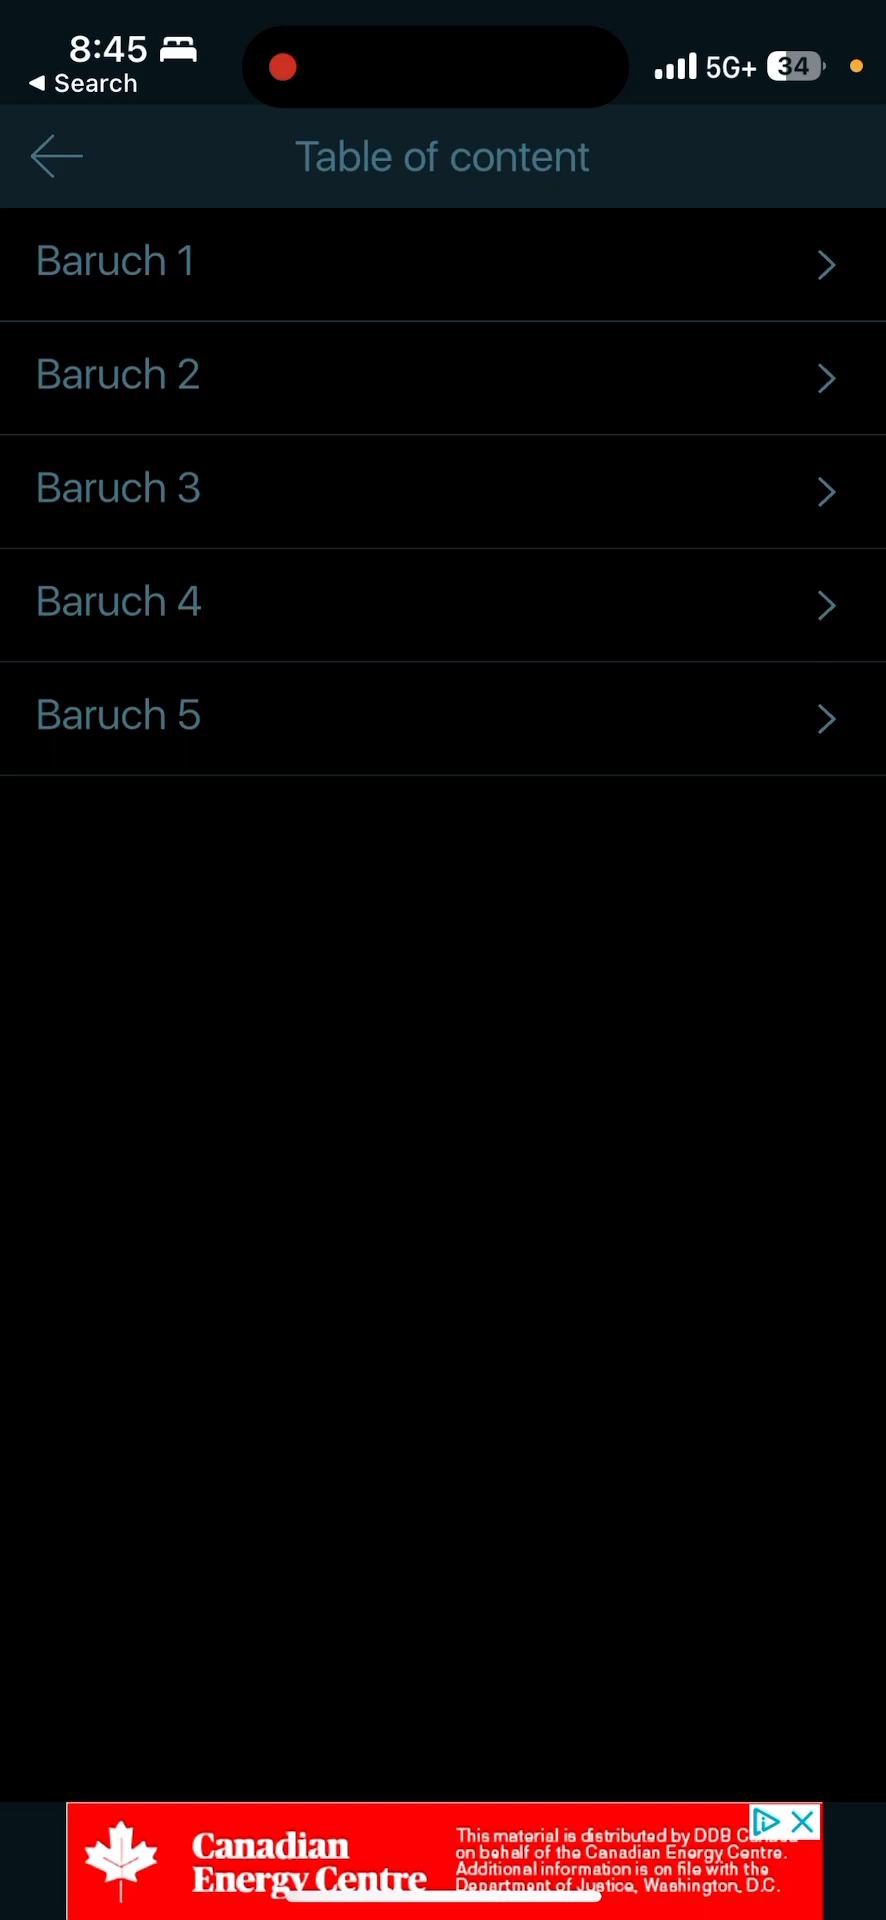 8:45
5G+
34
◀ Search
Table of content
Baruch 1
Baruch 2
Baruch 3
Baruch 4
Baruch 5
Canadian
Energy Centre
This material is distributed by DDB
on behalf of the Canadian Energy Centre.
Additional information is on file with the
Department of Justice, Washington, D.C.